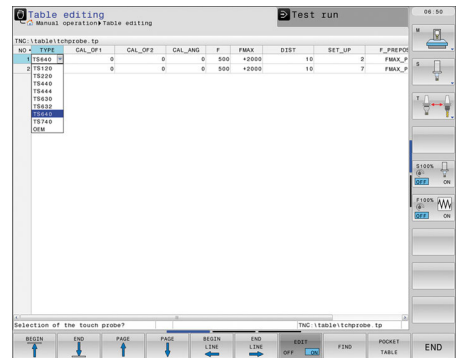 Table editing
Manual operation▸Table editing
Test run
06:50
TNC:\table\tchprobe.tp
NO TYPE CAL_OF1 CAL_OF2 CAL_ANG F FMAX DIST SET_UP F_PREPOS
1 TS640 0 0 0 500 +2000 10 2 FMAX_P
2 TS120 0 0 0 500 +2000 10 7 FMAX_P
TS220
TS440
TS444
TS630
TS632
TS640
TS740
OEM
M
S
T
S100%
OFF ON
F100%
OFF ON
Selection of the touch probe?
TNC:\table\tchprobe.tp
BEGIN
END
PAGE
PAGE
BEGIN LINE
END LINE
EDIT
OFF ON
FIND
POCKET TABLE
END